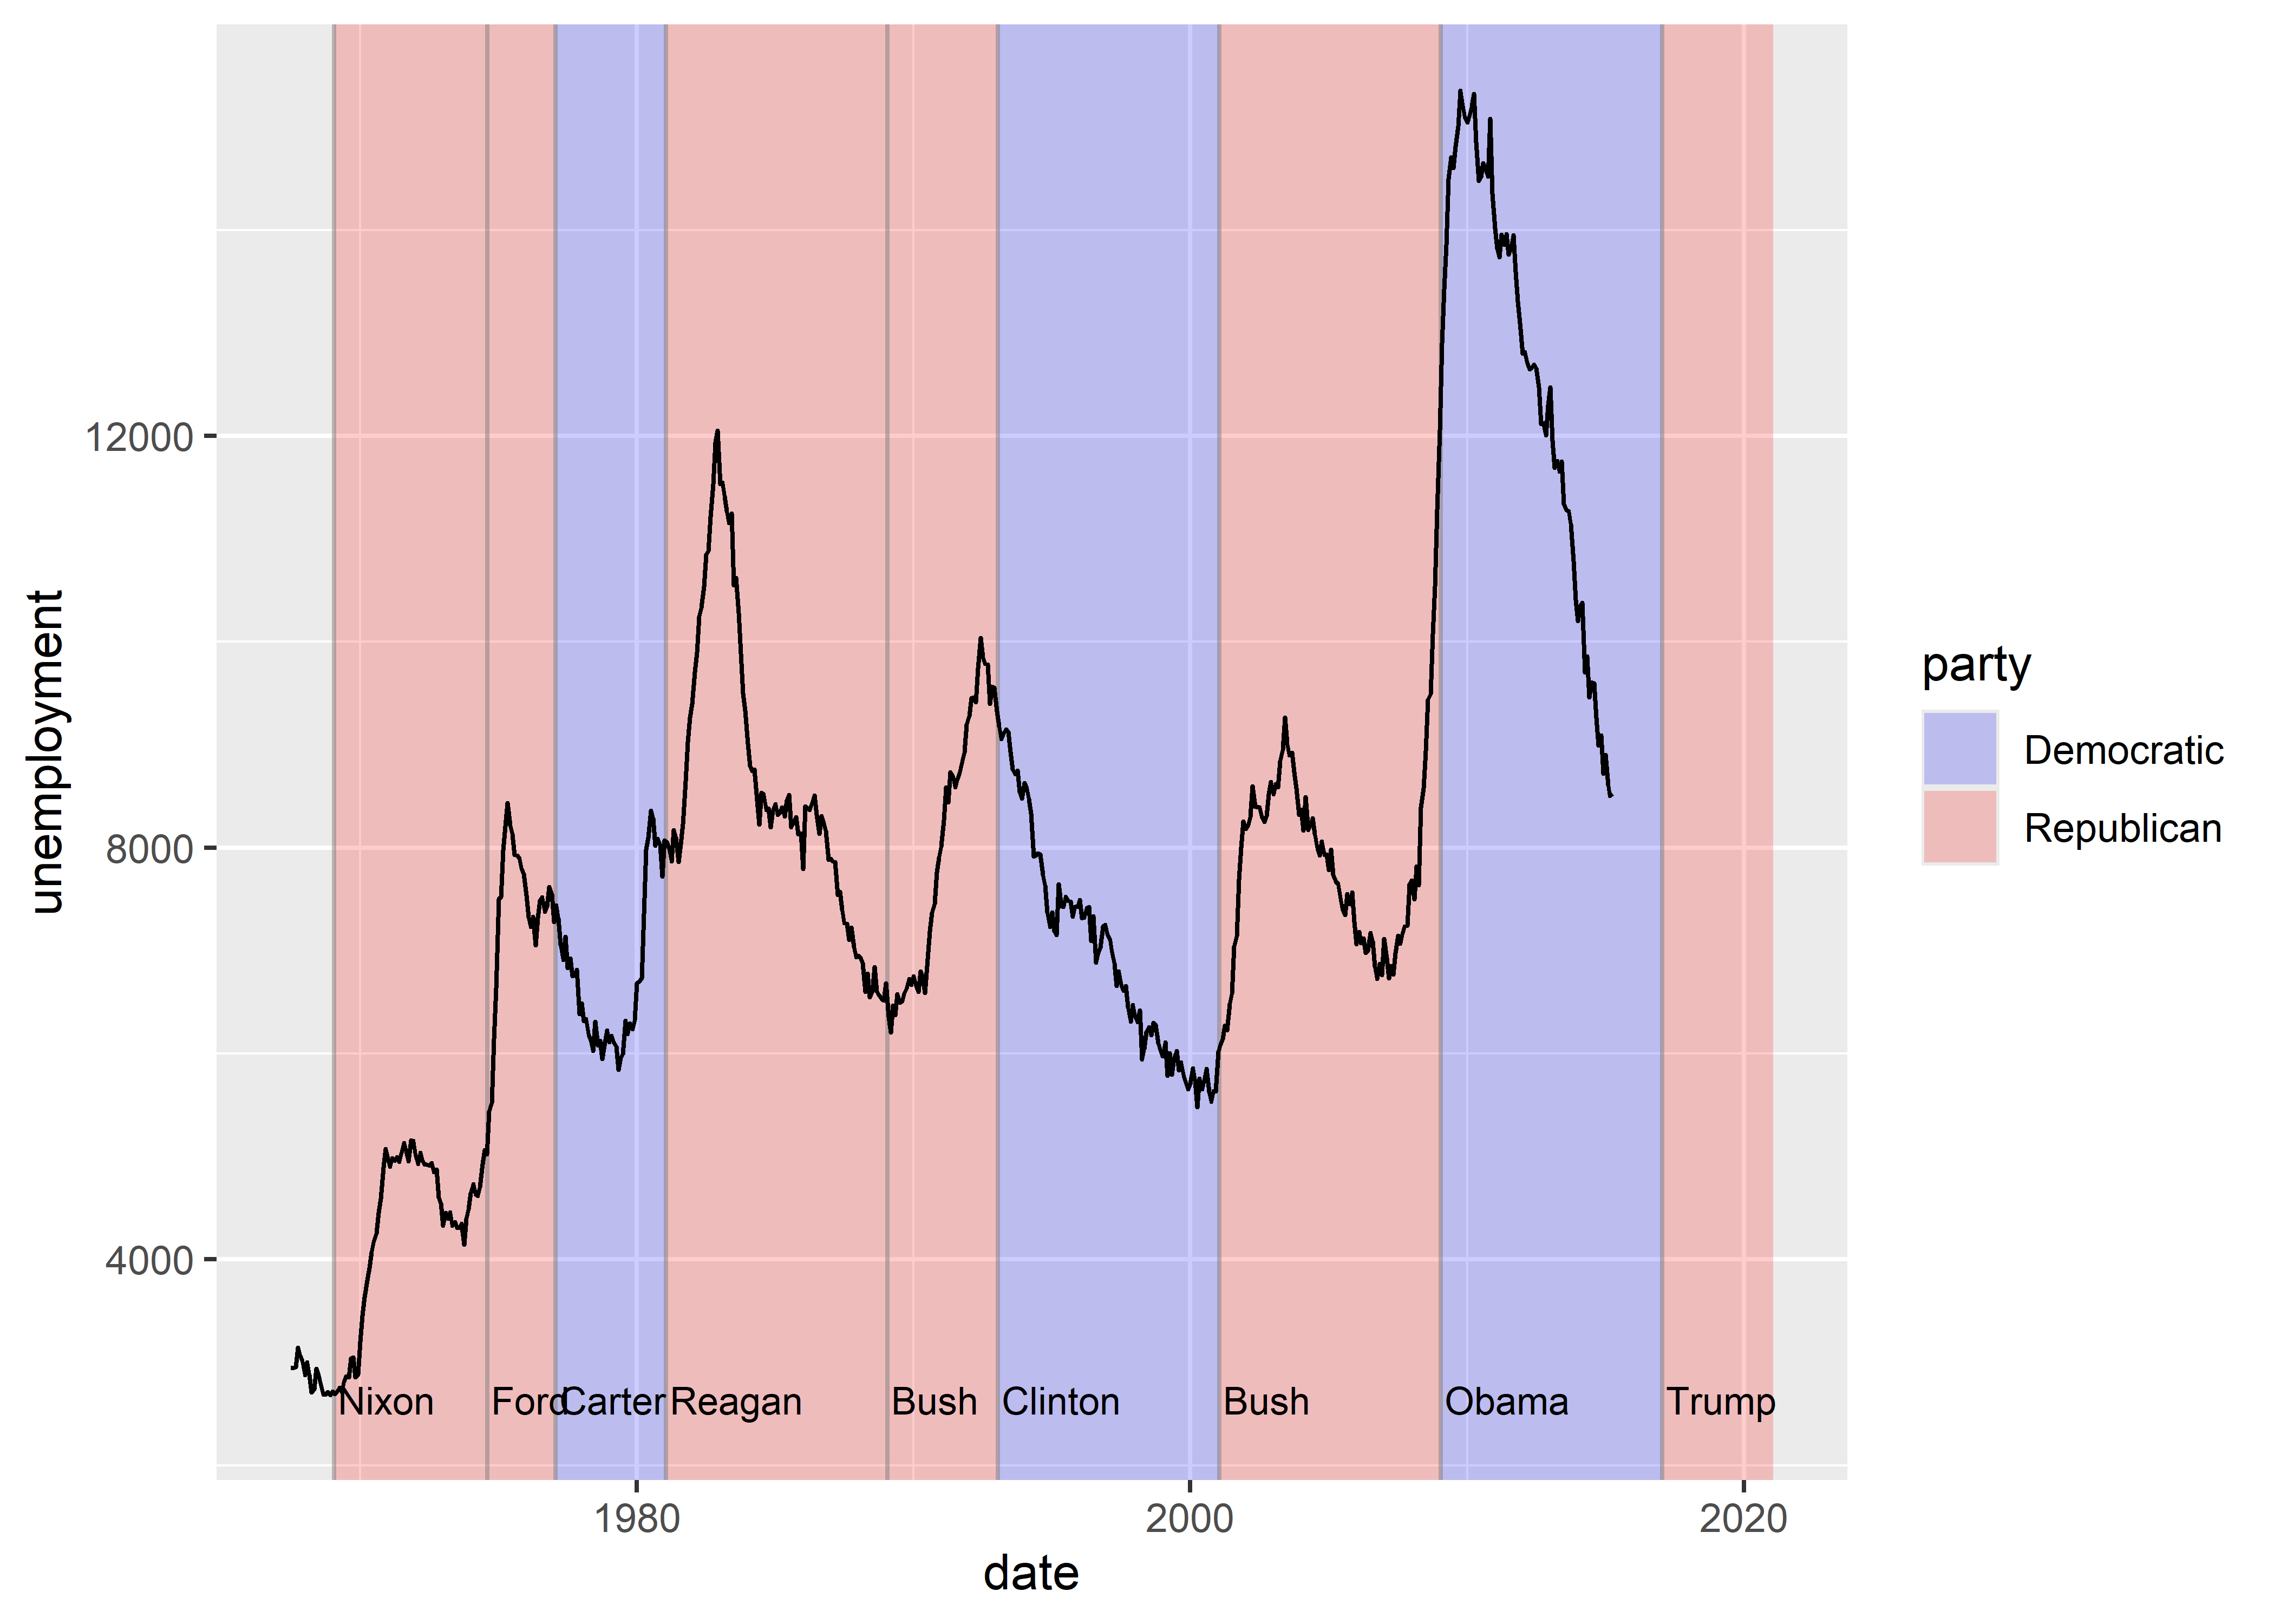 unemployment
12000
8000
4000
Nixon
Ford
Carter
Reagan
Bush
Clinton
Bush
Obama
Trump
1980
2000
2020
date
party
Democratic
Republican